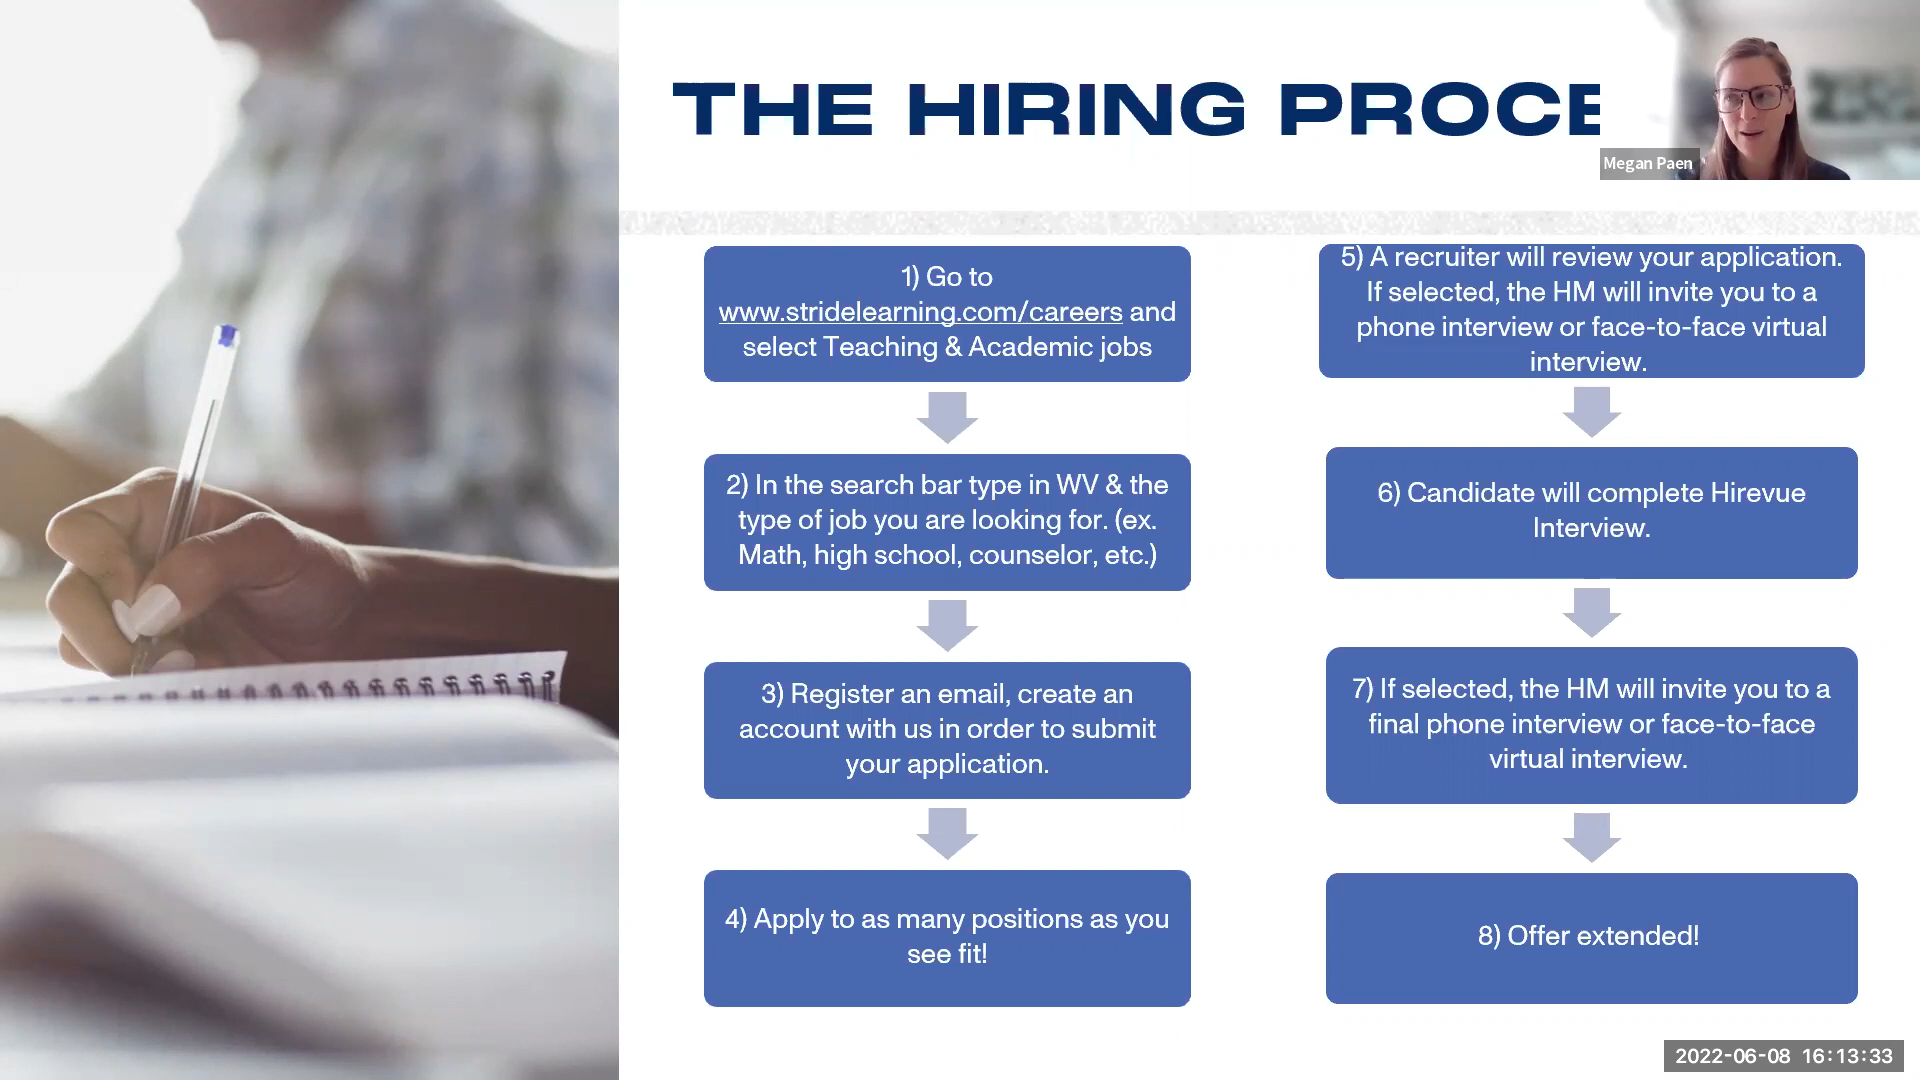 THE HIRING PROCE
Megan Paen
1) Go to
www.stridelearning.com/careers and
select Teaching & Academic jobs
2) In the search bar type in WV & the
type of job you are looking for. (ex.
Math, high school, counselor, etc.)
3) Register an email, create an
account with us in order to submit
your application.
4) Apply to as many positions as you
see fit!
5) A recruiter will review your application.
If selected, the HM will invite you to a
phone interview or face-to-face virtual
interview.
6) Candidate will complete Hirevue
Interview.
7) If selected, the HM will invite you to a
final phone interview or face-to-face
virtual interview.
8) Offer extended!
2022-06-08 16:13:33